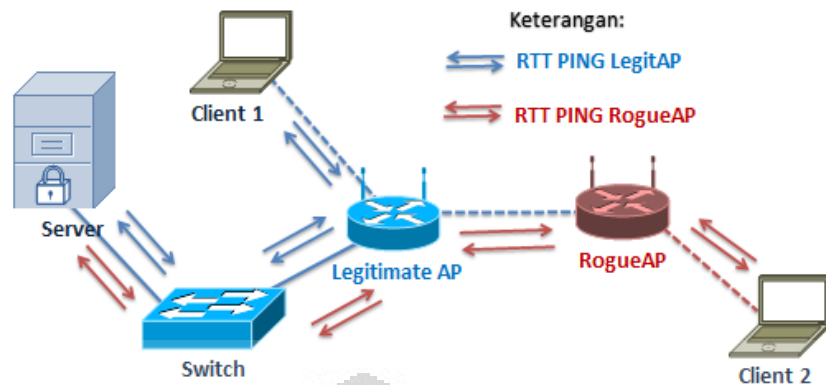 Keterangan:
RTT PING LegitAP
RTT PING RogueAP
Client 1
Server
Legitimate AP
RogueAP
Switch
Client 2